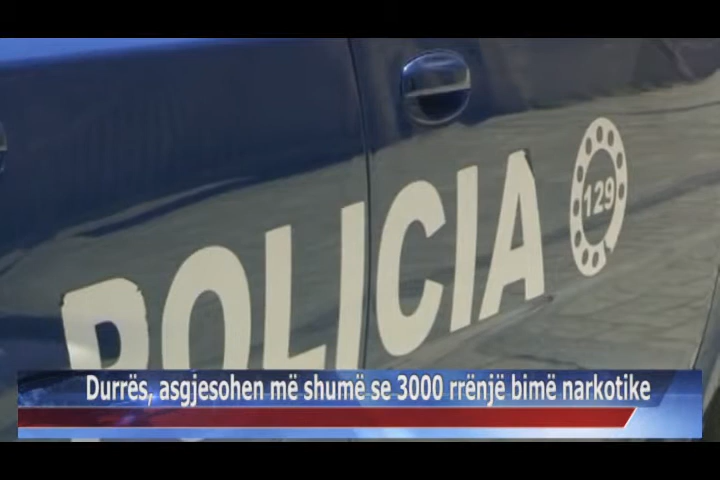 POLICIA
129
Durrës, asgjesohen më shumë se 3000 rrënjë bimë narkotike